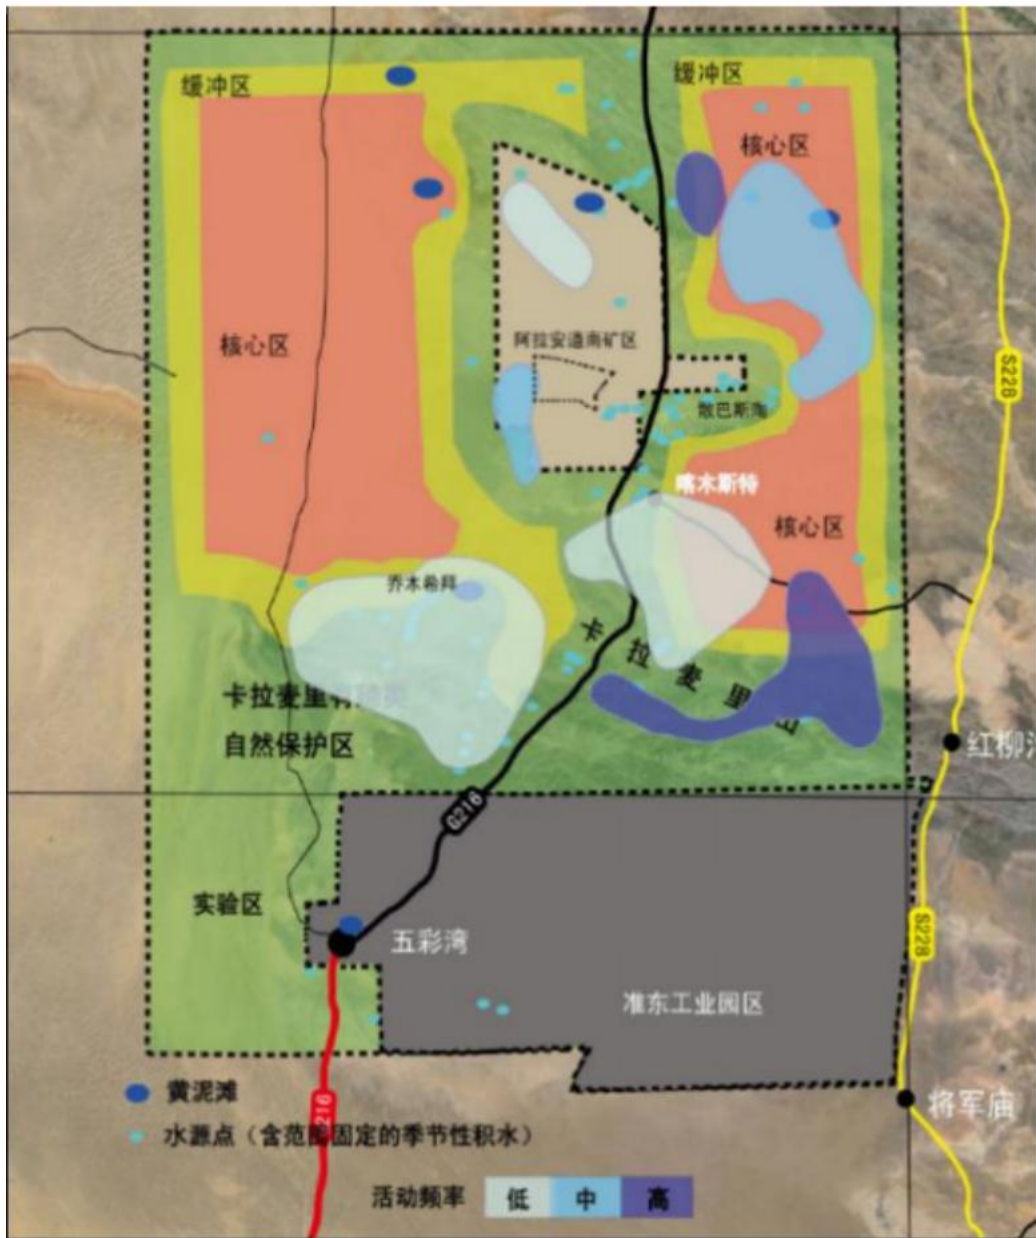 缓冲区
缓冲区
核心区
核心区
阿拉安道南矿区
散巴斯陶
喀木斯特
核心区
乔木希拜
卡拉麦里山
卡拉麦里有蹄类
自然保护区
红柳
G216
实验区
五彩湾
S228
S228
准东工业园区
黄泥滩
将军庙
G216
水源点（含范围固定的季节性积水）
活动频率 低 中 高